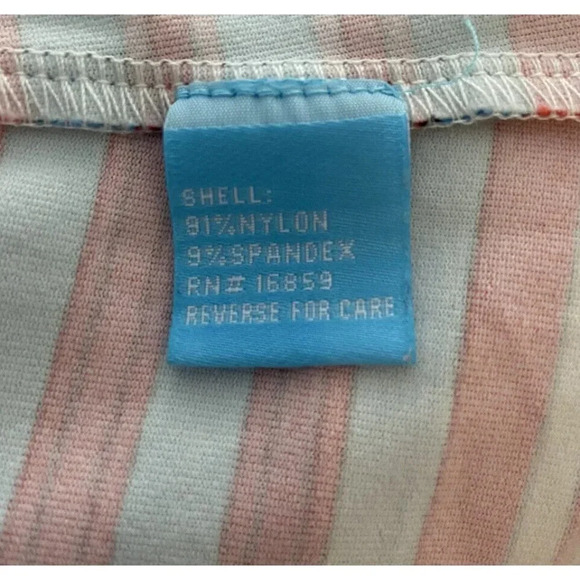 SHELL:
91%NYLON
9%SPANDEX
RN# 16859
REVERSE FOR CARE